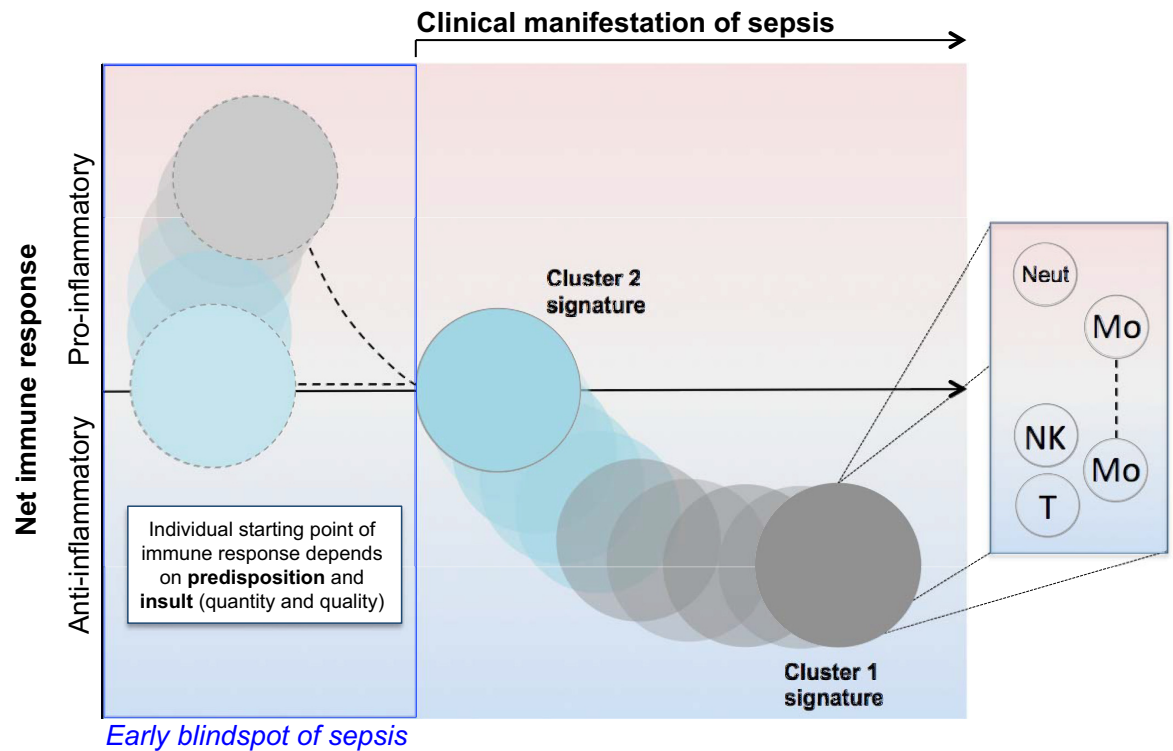 Clinical manifestation of sepsis
Net immune response
Pro-inflammatory
Anti-inflammatory
Cluster 2
signature
Individual starting point of
immune response depends
on predisposition and
insult (quantity and quality)
Cluster 1
signature
Early blindspot of sepsis
Neut
Mo
NK
Mo
T